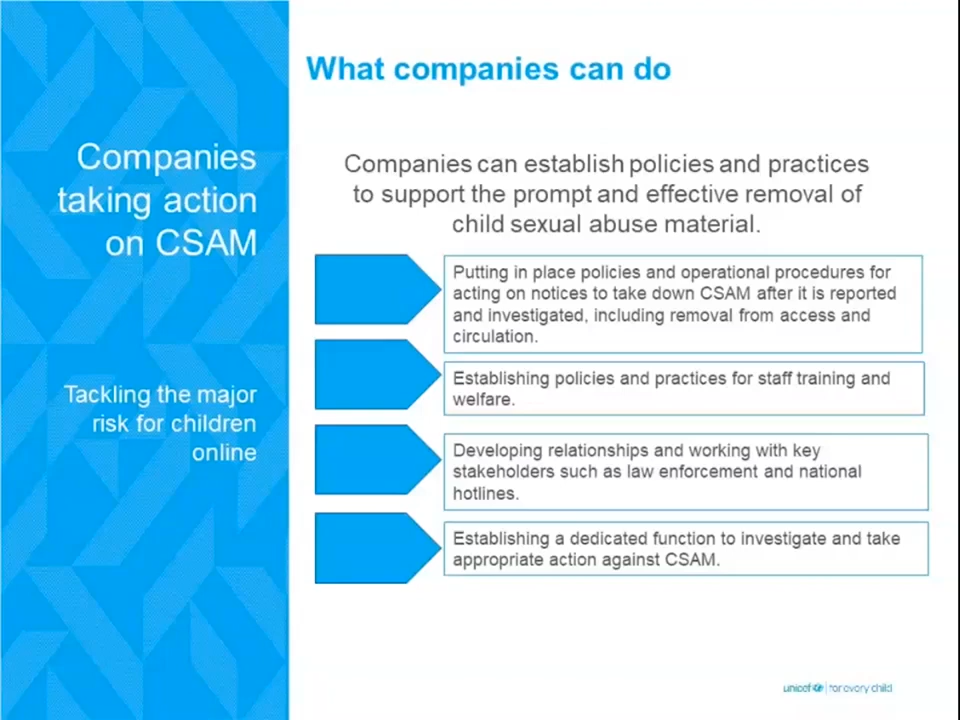 What companies can do
Companies
taking action
on CSAM
Tackling the major
risk for children
online
Companies can establish policies and practices
to support the prompt and effective removal of
child sexual abuse material.
Putting in place policies and operational procedures for
acting on notices to take down CSAM after it is reported
and investigated, including removal from access and
circulation.
Establishing policies and practices for staff training and
welfare.
Developing relationships and working with key
stakeholders such as law enforcement and national
hotlines.
Establishing a dedicated function to investigate and take
appropriate action against CSAM.
unicef for every child